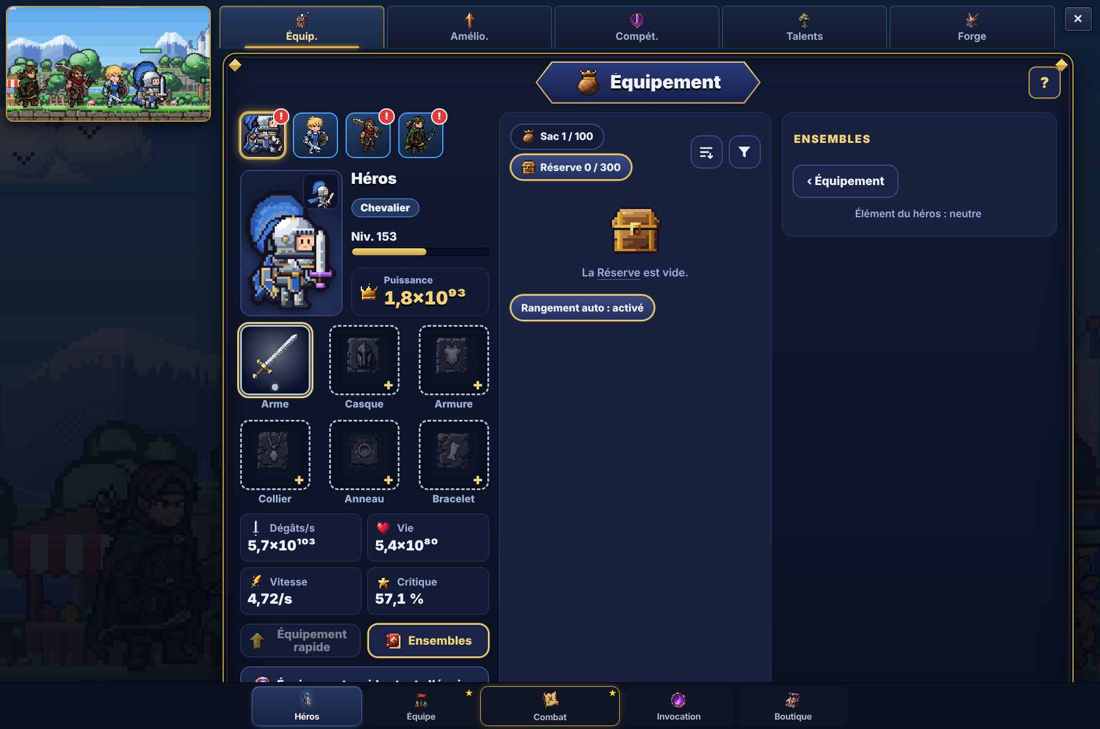 Équip.
Amélio.
Compét.
Talents
Forge
×
Équipement
?
!
!
!
Héros
Chevalier
Niv. 153
Puissance
1,8×10⁹³
Arme
Casque
Armure
Collier
Anneau
Bracelet
Dégâts/s
5,7×10¹⁰³
Vie
5,4×10⁸⁰
Vitesse
4,72/s
Critique
57,1 %
Équipement
rapide
Ensembles
Sac 1 / 100
Réserve 0 / 300
La Réserve est vide.
Rangement auto : activé
ENSEMBLES
‹ Équipement
Élément du héros : neutre
Héros
Équipe
Combat
Invocation
Boutique